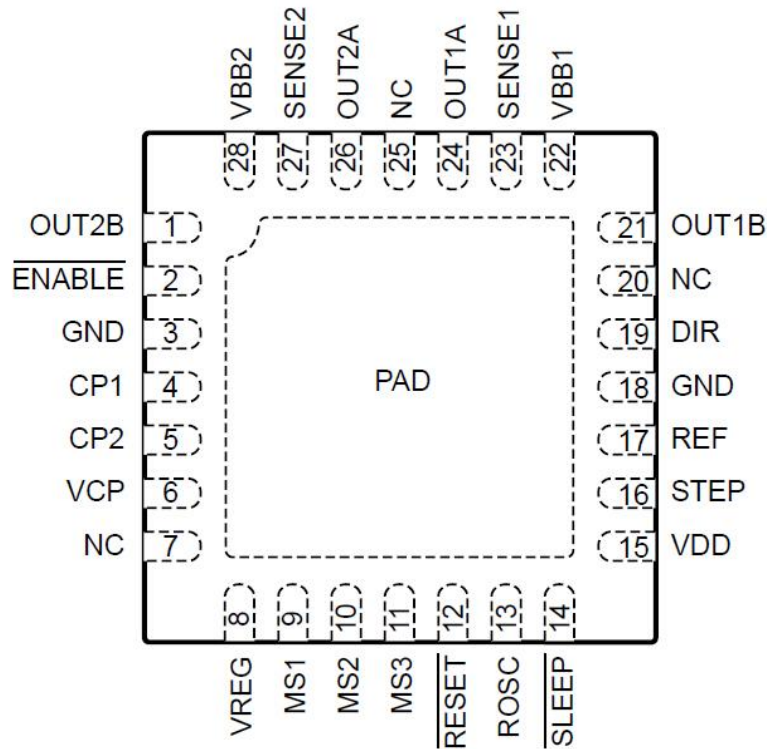 VBB2
SENSE2
OUT2A
NC
OUT1A
SENSE1
VBB1
28
27
26
25
24
23
22
OUT2B 1
ENABLE 2
GND 3
CP1 4
CP2 5
VCP 6
NC 7
PAD
21 OUT1B
20 NC
19 DIR
18 GND
17 REF
16 STEP
15 VDD
8
9
10
11
12
13
14
VREG
MS1
MS2
MS3
RESET
ROSC
SLEEP